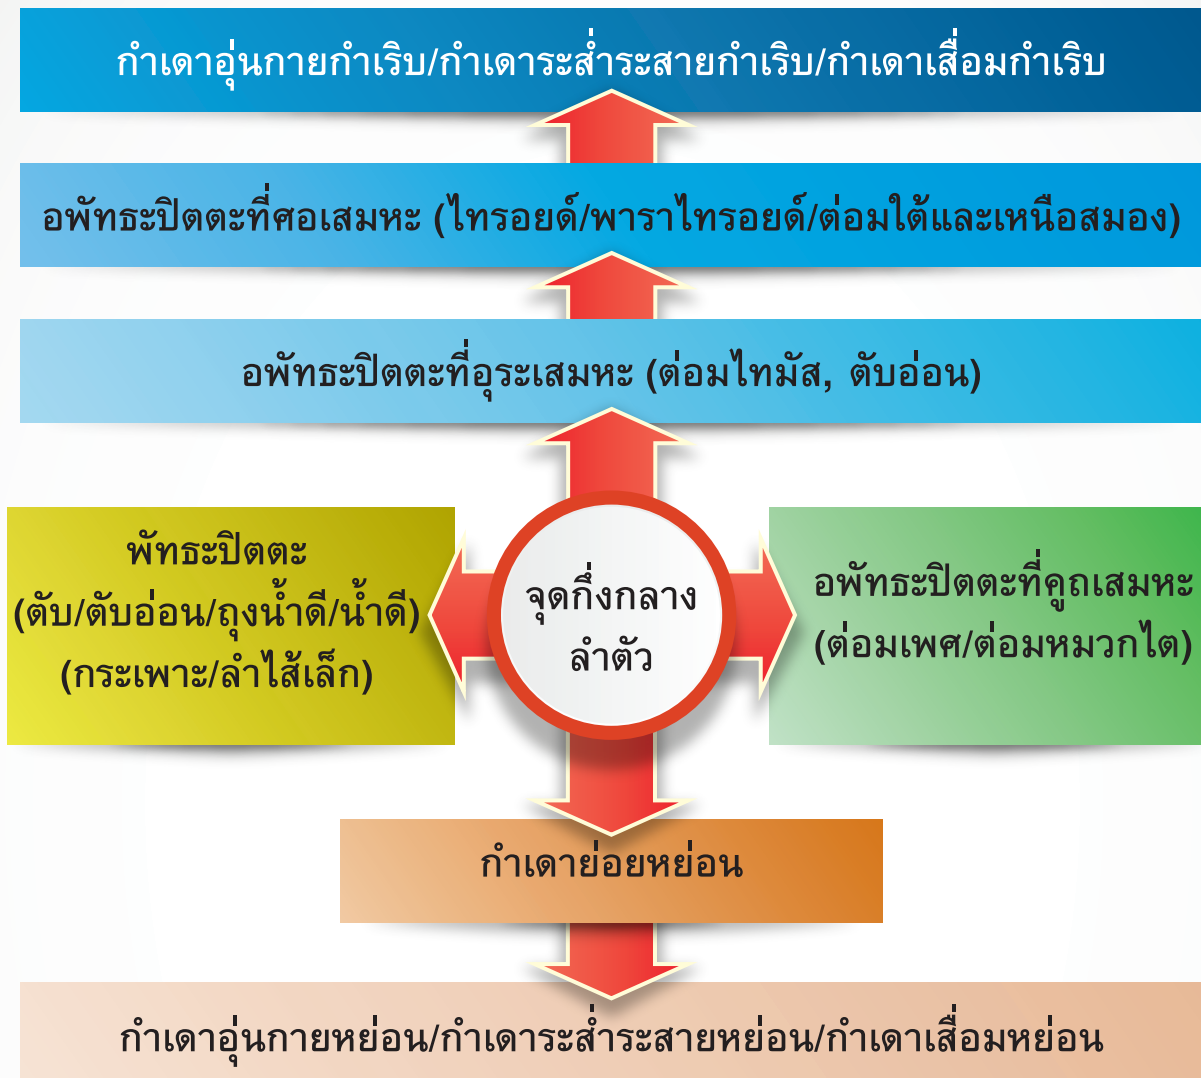 กำเดาอุ่นกายกำเริบ/กำเดาระส่ำระสายกำเริบ/กำเดาเสื่อมกำเริบ
อพัทธะปิตตะที่ศอเสมหะ (ไทรอยด์/พาราไทรอยด์/ต่อมใต้และเหนือสมอง)
อพัทธะปิตตะที่อุระเสมหะ (ต่อมไทมัส, ตับอ่อน)
พัทธะปิตตะ
(ตับ/ตับอ่อน/ถุงน้ำดี/น้ำดี)
(กระเพาะ/ลำไส้เล็ก)
จุดกึ่งกลาง
ลำตัว
อพัทธะปิตตะที่คูถเสมหะ
(ต่อมเพศ/ต่อมหมวกไต)
กำเดาย่อยหย่อน
กำเดาอุ่นกายหย่อน/กำเดาระส่ำระสายหย่อน/กำเดาเสื่อมหย่อน